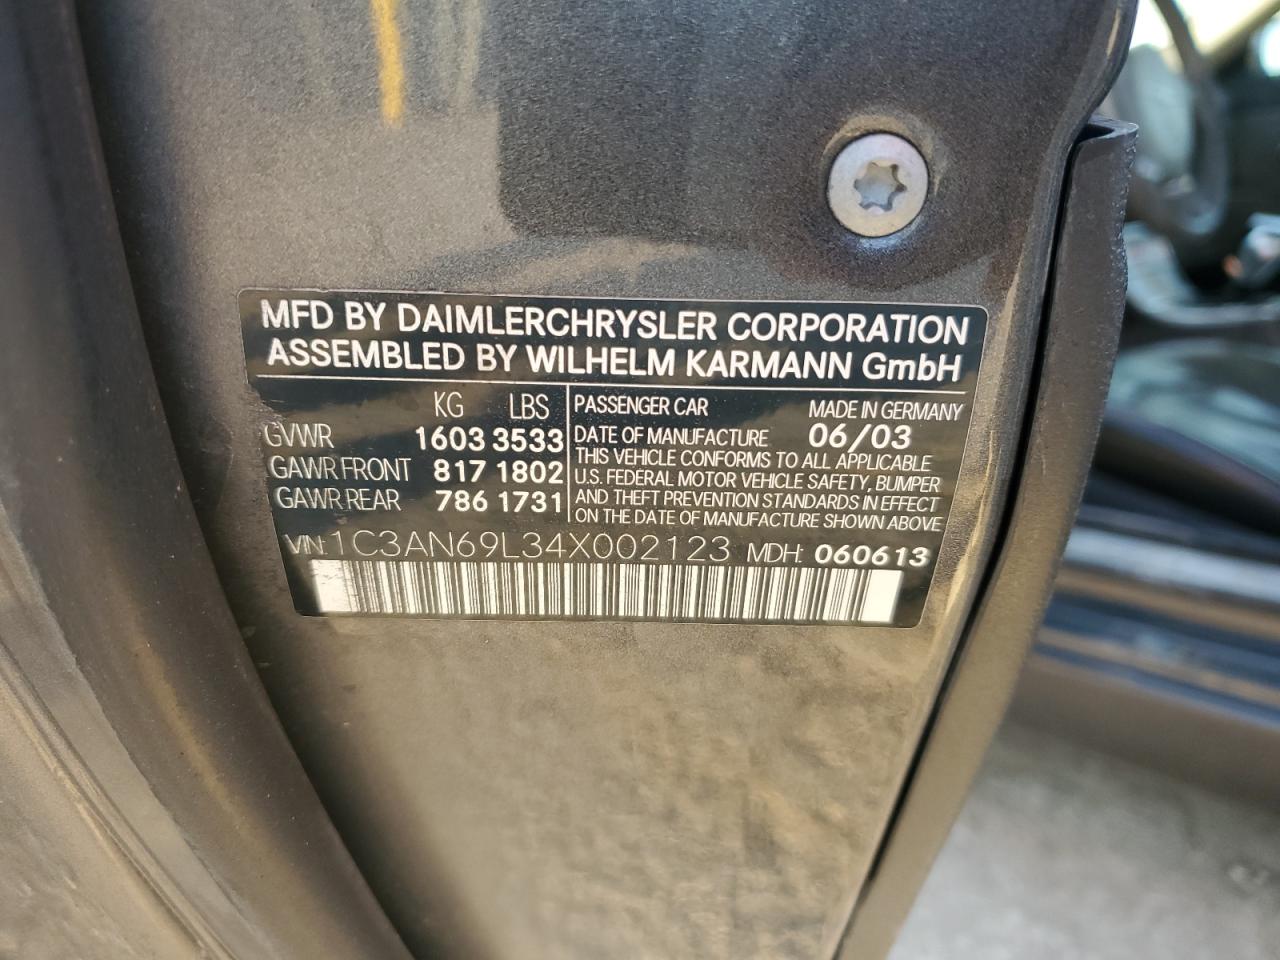 MFD BY DAIMLERCHRYSLER CORPORATION
ASSEMBLED BY WILHELM KARMANN GmbH
KG LBS
GVWR 1603 3533
GAWR FRONT 817 1802
GAWR REAR 786 1731
PASSENGER CAR MADE IN GERMANY
DATE OF MANUFACTURE 06/03
THIS VEHICLE CONFORMS TO ALL APPLICABLE
U.S. FEDERAL MOTOR VEHICLE SAFETY, BUMPER
AND THEFT PREVENTION STANDARDS IN EFFECT
ON THE DATE OF MANUFACTURE SHOWN ABOVE
VIN: 1C3AN69L34X002123 MDH: 060613